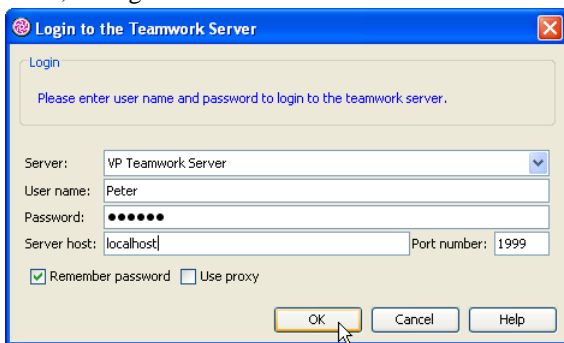 Login to the Teamwork Server
Login
Please enter user name and password to login to the teamwork server.
Server: VP Teamwork Server
User name: Peter
Password: ●●●●●●
Server host: localhost Port number: 1999
Remember password Use proxy
OK Cancel Help